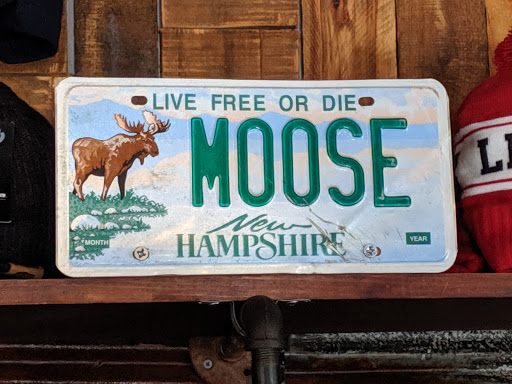 LIVE FREE OR DIE
MOOSE
New
HAMPSHIRE
MONTH
YEAR